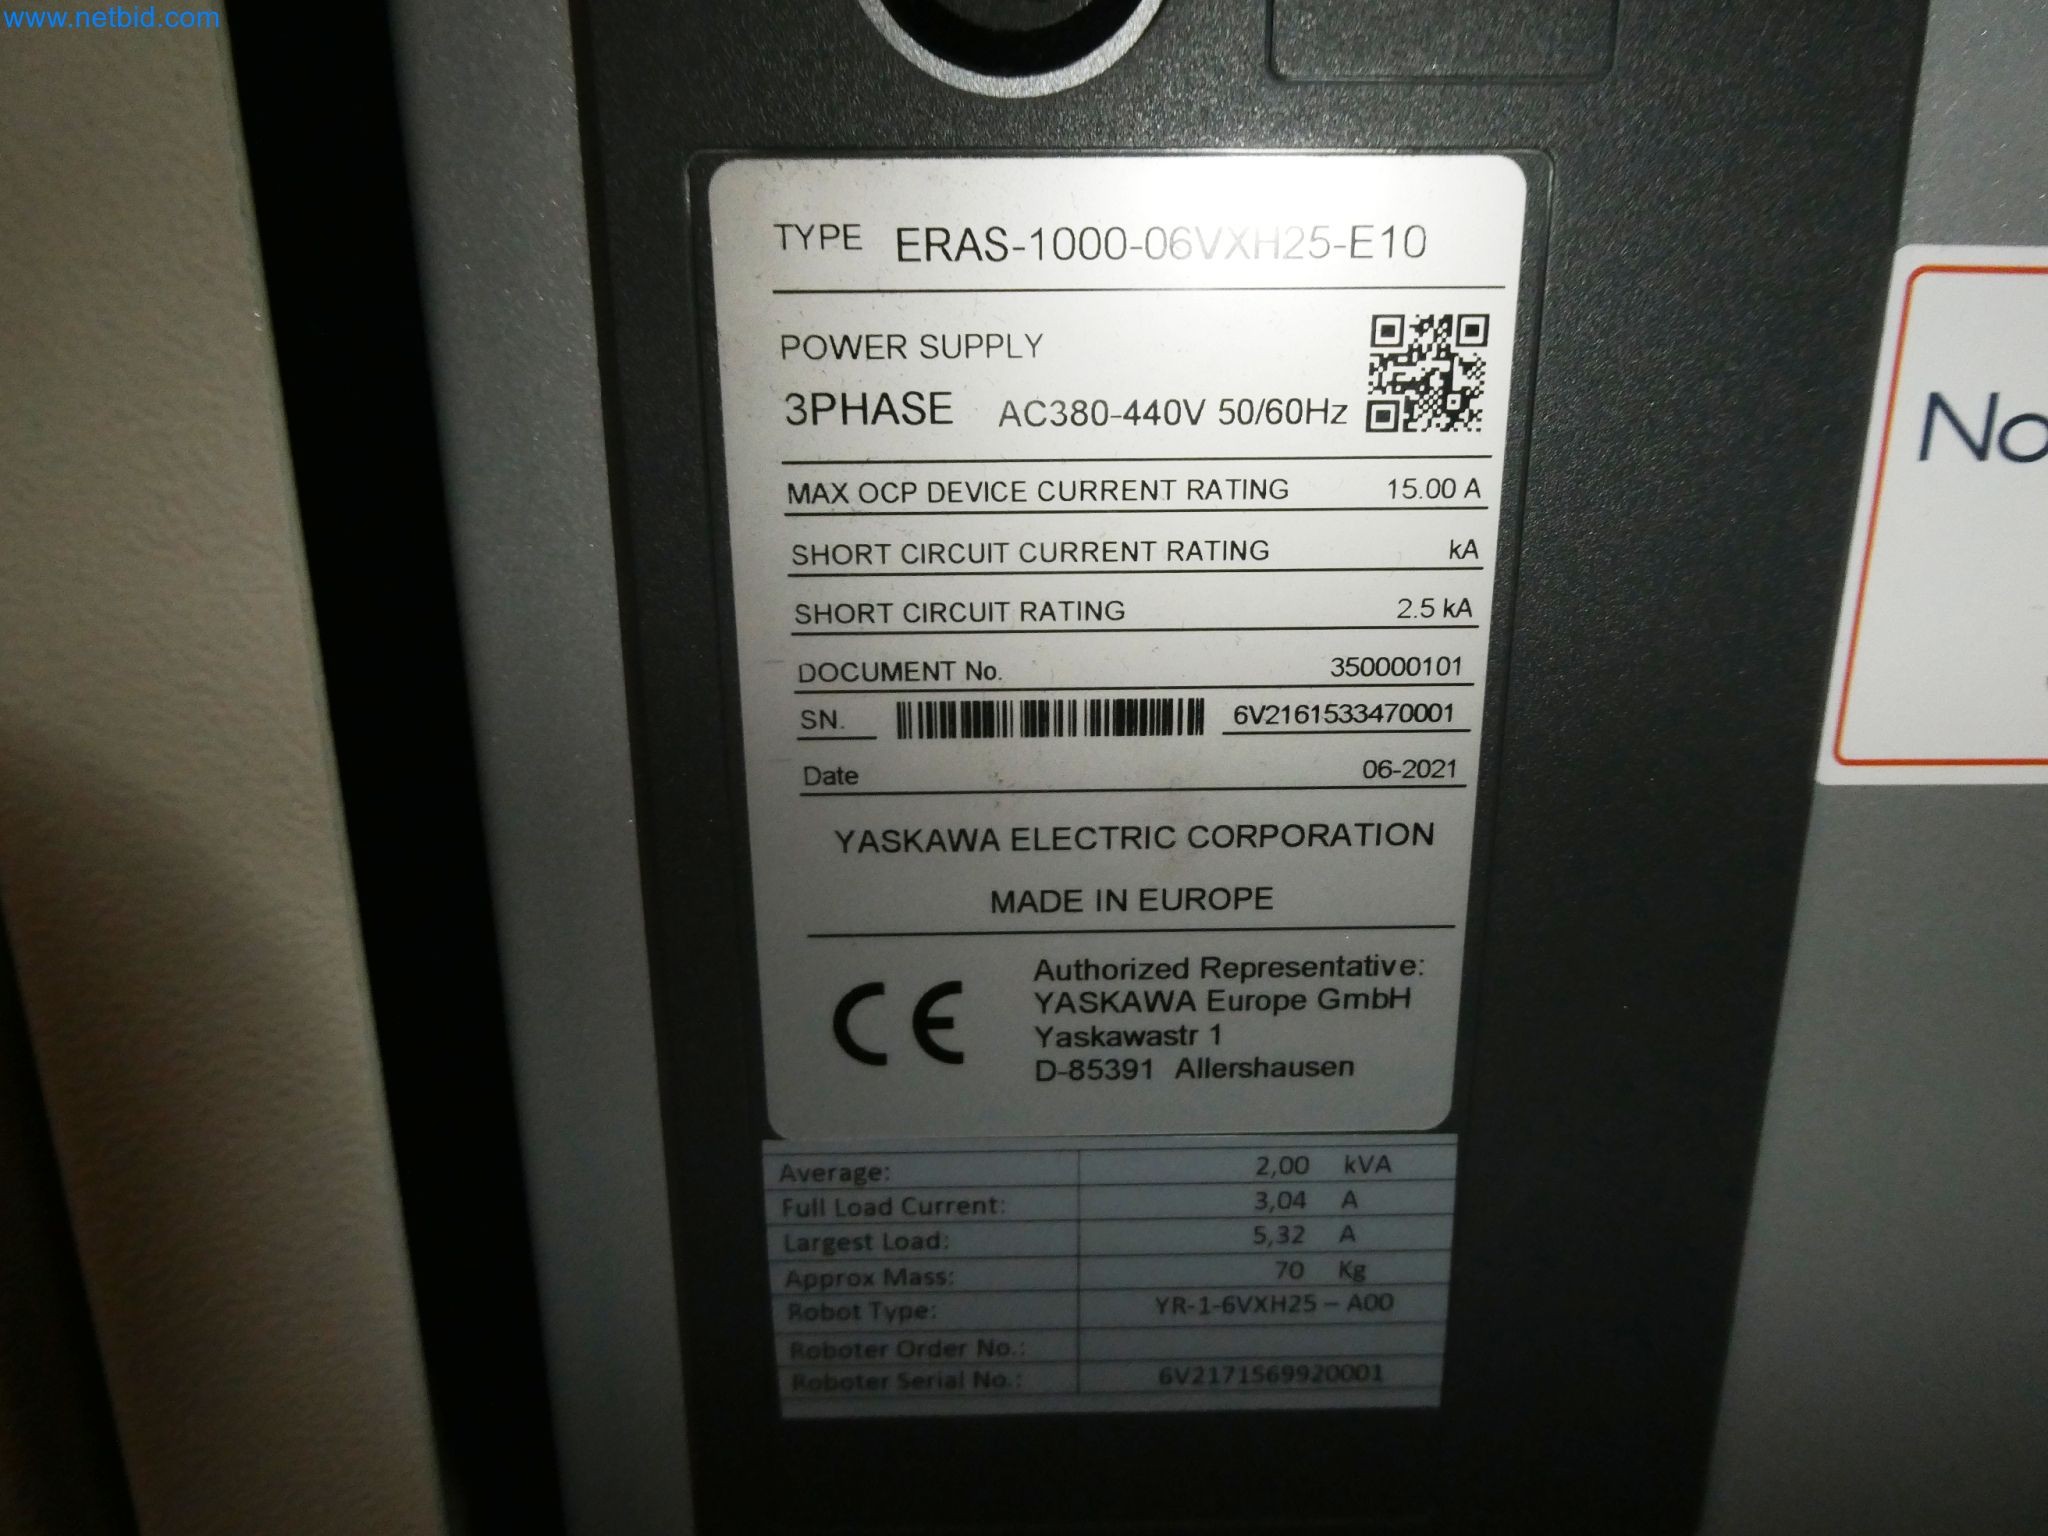 www.netbid.com
TYPE ERAS-1000-06VXH25-E10
POWER SUPPLY
3PHASE AC380-440V 50/60Hz
MAX OCP DEVICE CURRENT RATING 15.00 A
SHORT CIRCUIT CURRENT RATING kA
SHORT CIRCUIT RATING 2.5 kA
DOCUMENT No. 350000101
SN. 6V2161533470001
Date 06-2021
YASKAWA ELECTRIC CORPORATION
MADE IN EUROPE
CE
Authorized Representative:
YASKAWA Europe GmbH
Yaskawastr 1
D-85391 Allershausen
Average: 2,00 kVA
Full Load Current: 3,04 A
Largest Load: 5,32 A
Approx Mass: 70 Kg
Robot Type: YR-1-6VXH25 – A00
Roboter Order No.:
Roboter Serial No.: 6V2171569920001